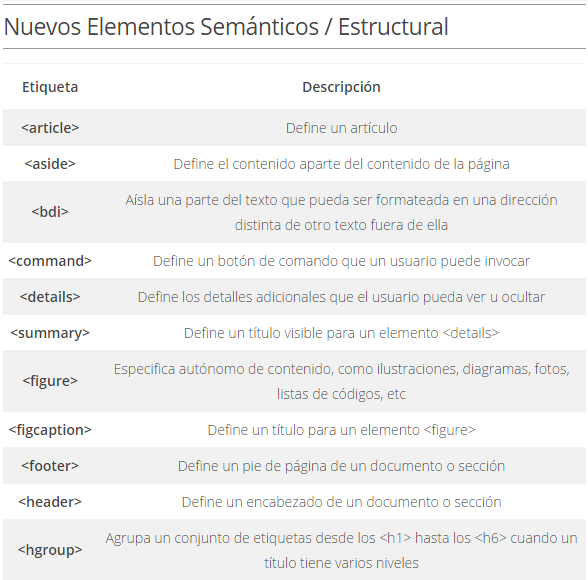 Nuevos Elementos Semánticos / Estructural
Etiqueta Descripción
<article> Define un artículo
<aside> Define el contenido aparte del contenido de la página
<bdi> Aísla una parte del texto que pueda ser formateada en una dirección
distinta de otro texto fuera de ella
<command> Define un botón de comando que un usuario puede invocar
<details> Define los detalles adicionales que el usuario pueda ver u ocultar
<summary> Define un título visible para un elemento <details>
<figure> Especifica autónomo de contenido, como ilustraciones, diagramas, fotos,
listas de códigos, etc
<figcaption> Define un título para un elemento <figure>
<footer> Define un pie de página de un documento o sección
<header> Define un encabezado de un documento o sección
<hgroup> Agrupa un conjunto de etiquetas desde los <h1> hasta los <h6> cuando un
título tiene varios niveles